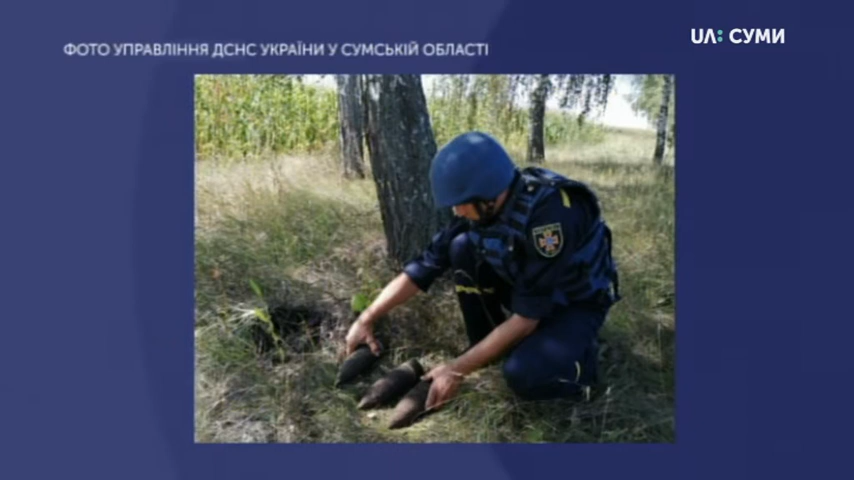 ФОТО УПРАВЛІННЯ ДСНС УКРАЇНИ У СУМСЬКІЙ ОБЛАСТІ
UA: СУМИ